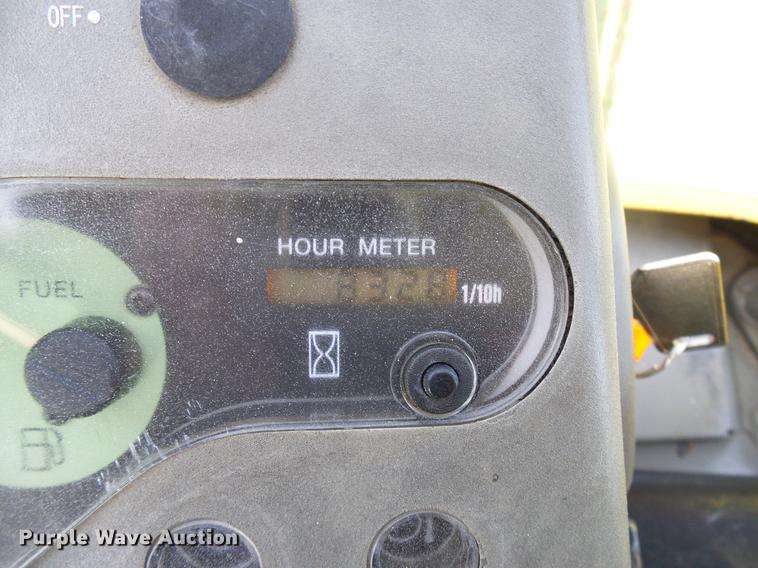 OFF
HOUR METER
1/10h
FUEL
Purple Wave Auction